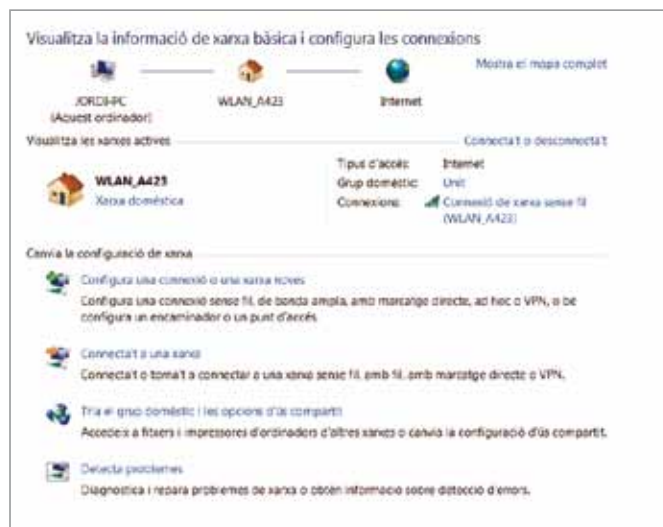 Visualitza la informació de xarxa bàsica i configura les connexions
Mostra el mapa complet
JORDI-PC
(Aquest ordinador)
WLAN_A423
Internet
Visualitza les xarxes actives
Connecta't o desconnecta't
WLAN_A423
Xarxa domèstica
Tipus d'accés: Internet
Grup domèstic: Unit
Connexions: Connexió de xarxa sense fil
(WLAN_A423)
Canvia la configuració de xarxa
Configura una connexió o una xarxa noves
Configura una connexió sense fil, de banda ampla, amb marcatge directe, ad hoc o VPN, o bé
configura un encaminador o un punt d'accés.
Connecta't a una xarxa
Connecta't o torna't a connectar a una xarxa sense fil, amb fil, amb marcatge directe o VPN.
Tria el grup domèstic i les opcions d'ús compartit
Accedeix a fitxers i impressores d'ordinadors d'altres xarxes o canvia la configuració d'ús compartit.
Detecta problemes
Diagnostica i repara problemes de xarxa o obtén informació sobre detecció d'errors.